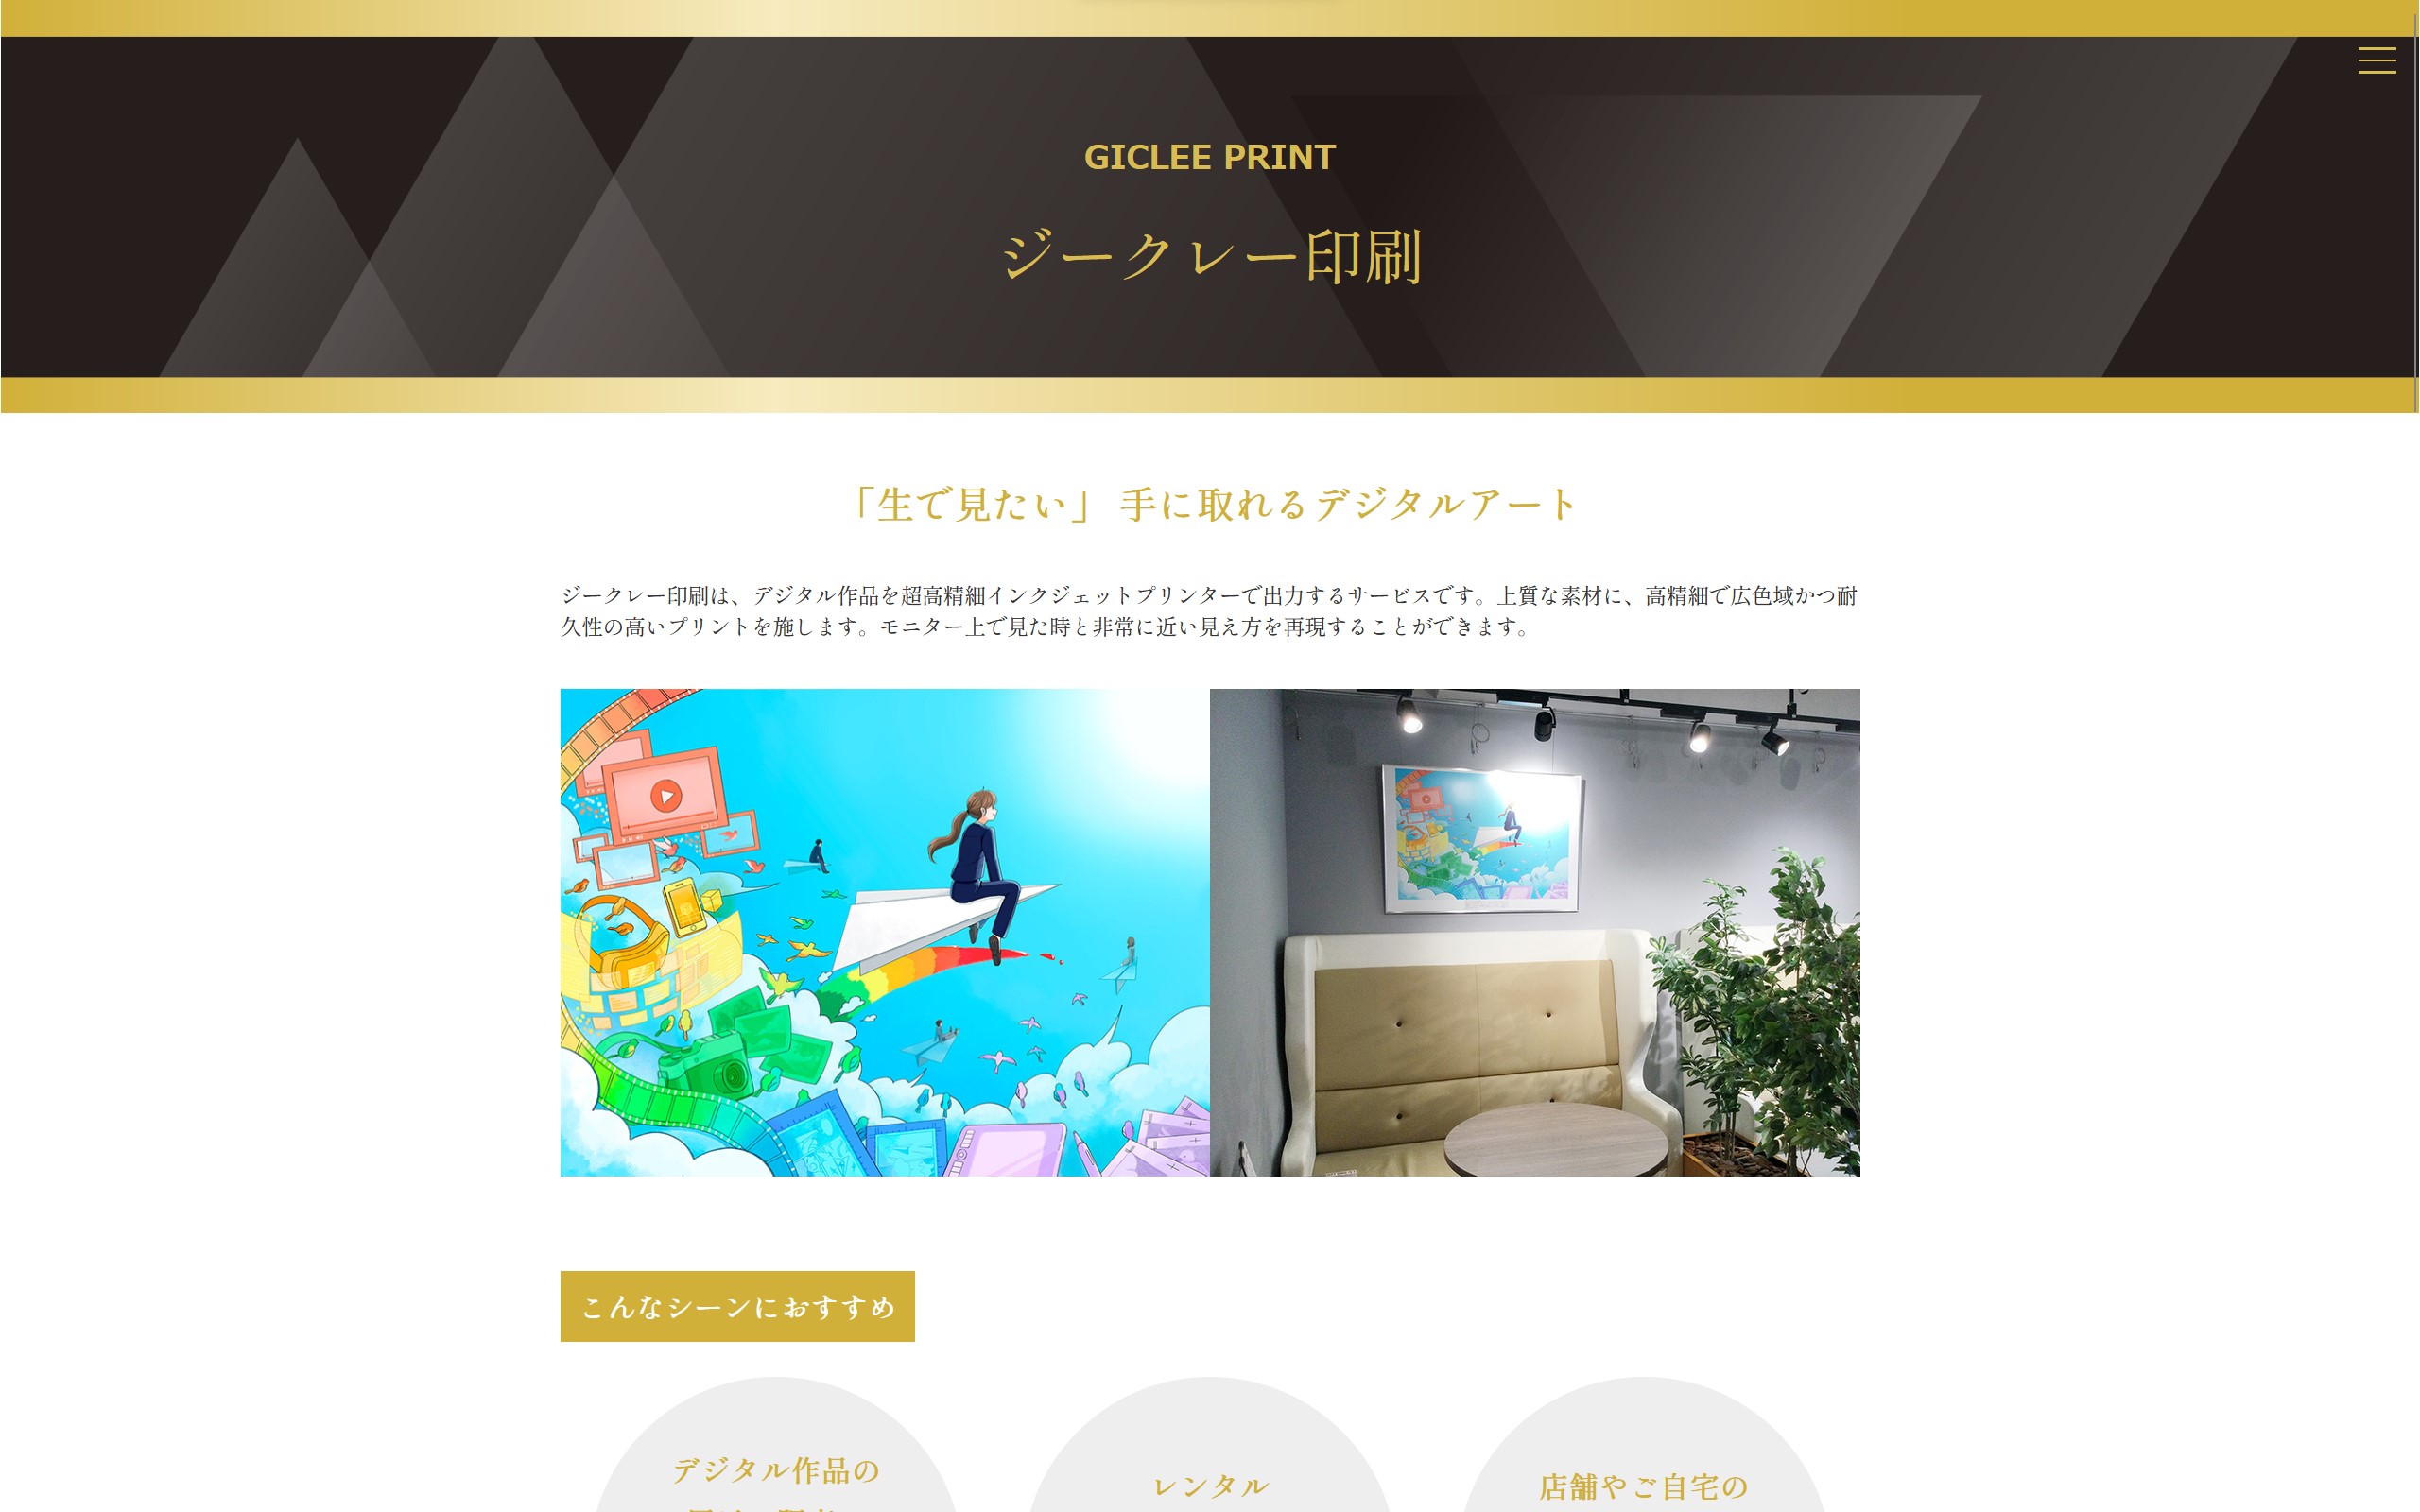 GICLEE PRINT
ジークレー印刷
「生で見たい」 手に取れるデジタルアート
ジークレー印刷は、デジタル作品を超高精細インクジェットプリンターで出力するサービスです。上質な素材に、高精細で広色域かつ耐
久性の高いプリントを施します。モニター上で見た時と非常に近い見え方を再現することができます。
こんなシーンにおすすめ
デジタル作品の
レンタル
店舗やご自宅の